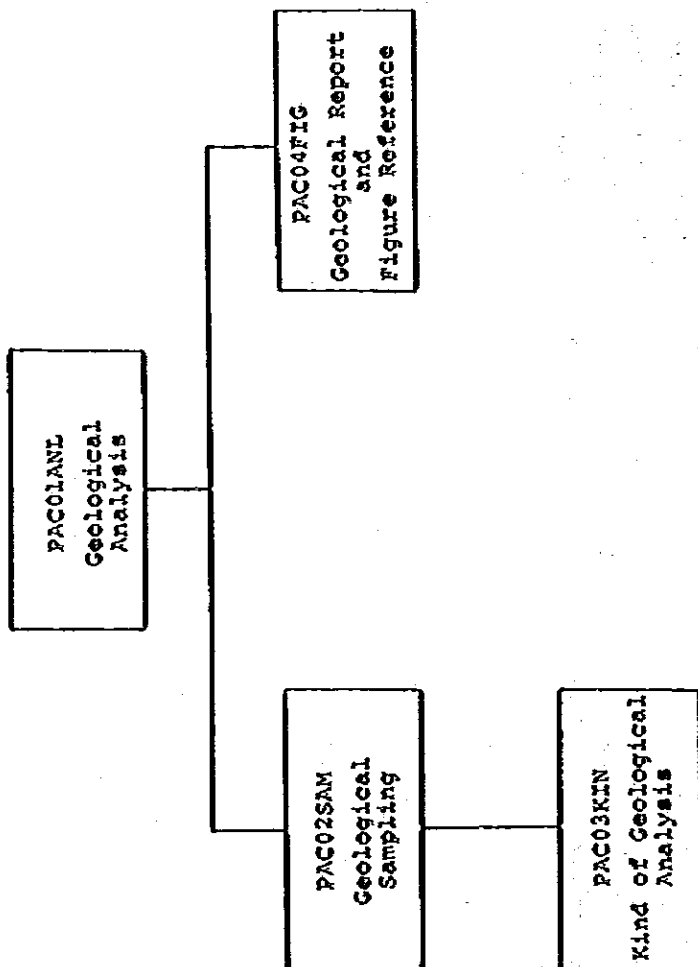 PAC01ANL
Geological
Analysis
PAC02SAM
Geological
Sampling
PAC03KIN
Kind of Geological
Analysis
PAC04FIG
Geological Report
and
Figure Reference